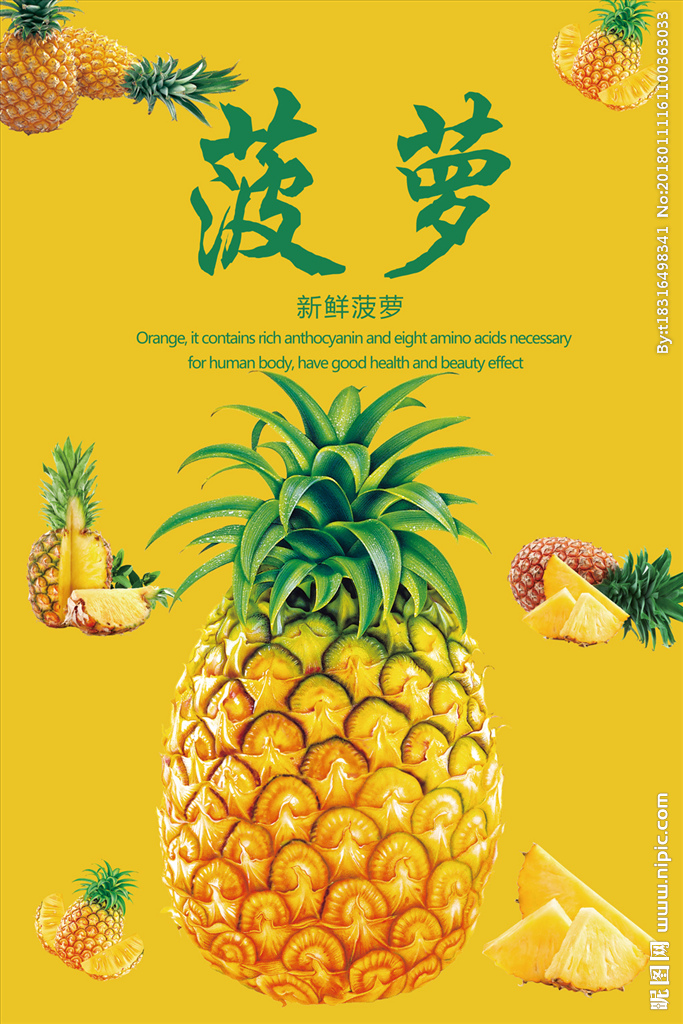 菠萝
新鲜菠萝
Orange, it contains rich anthocyanin and eight amino acids necessary
for human body, have good health and beauty effect
By:t18316498341 No:20180111161100363033
昵图网 www.nipic.com